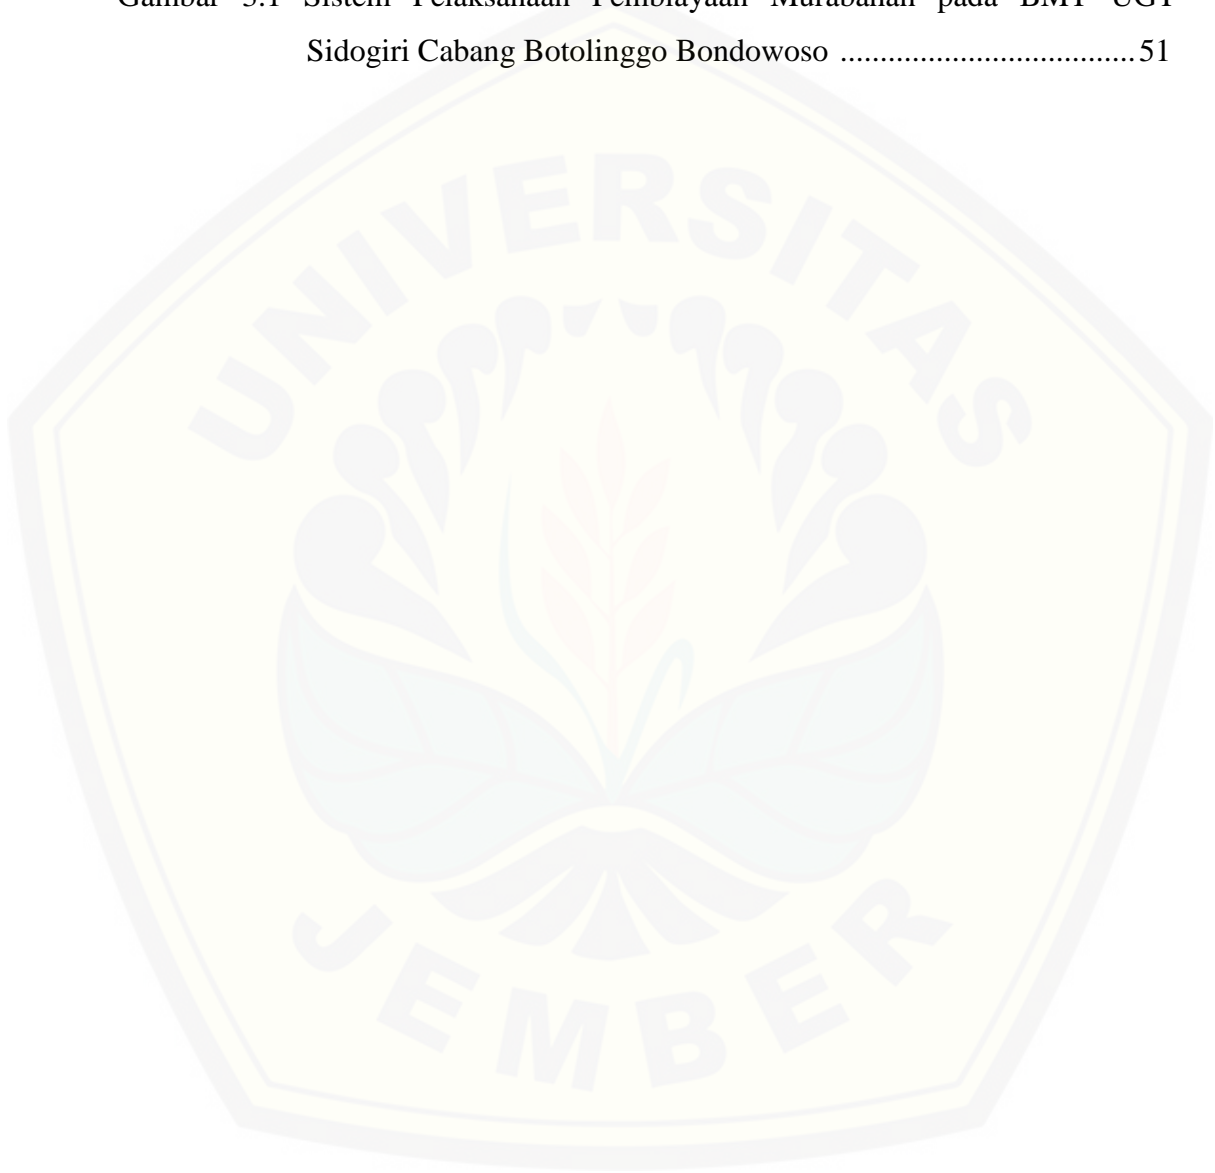 Gambar 3.1 Sistem Pelaksanaan Pembiayaan Murabahah pada BMT UGT
Sidogiri Cabang Botolinggo Bondowoso ..................................... 51
UNIVERSITAS
JEMBER